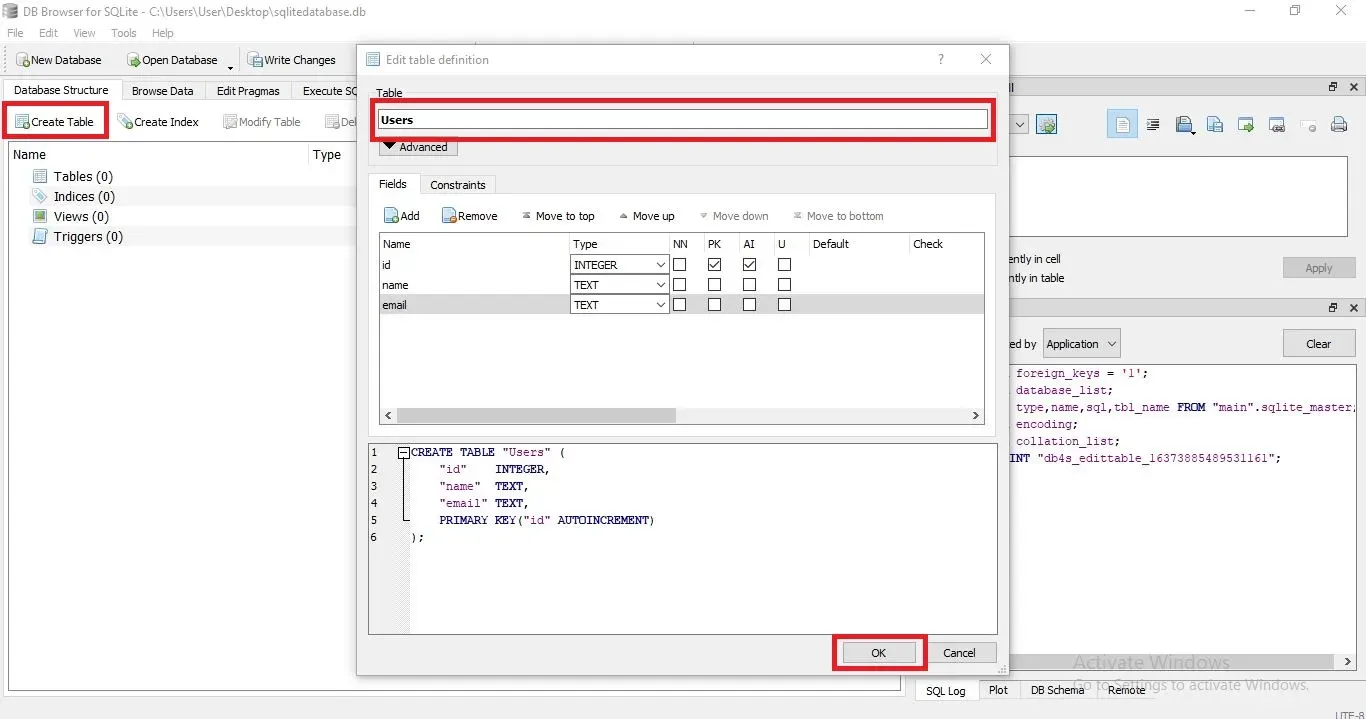 DB Browser for SQLite - C:\Users\User\Desktop\sqlitedatabase.db
File Edit View Tools Help
New Database Open Database Write Changes
Database Structure Browse Data Edit Pragmas Execute SQ
Create Table Create Index Modify Table Del
Name Type
Tables (0)
Indices (0)
Views (0)
Triggers (0)
Edit table definition ?
Table
Users
Advanced
Fields Constraints
Add Remove Move to top Move up Move down Move to bottom
Name Type NN PK AI U Default Check
id INTEGER
name TEXT
email TEXT
1 CREATE TABLE "Users" (
2 "id" INTEGER,
3 "name" TEXT,
4 "email" TEXT,
5 PRIMARY KEY("id" AUTOINCREMENT)
6 );
OK Cancel
ll
ently in cell
ntly in table
Apply
ed by Application Clear
foreign_keys = '1';
database_list;
type,name,sql,tbl_name FROM "main".sqlite_master;
encoding;
collation_list;
INT "db4s_edittable_16373885489531161";
Activate Windows
Go to Settings to activate Windows.
SQL Log Plot DB Schema Remote
UTF-8